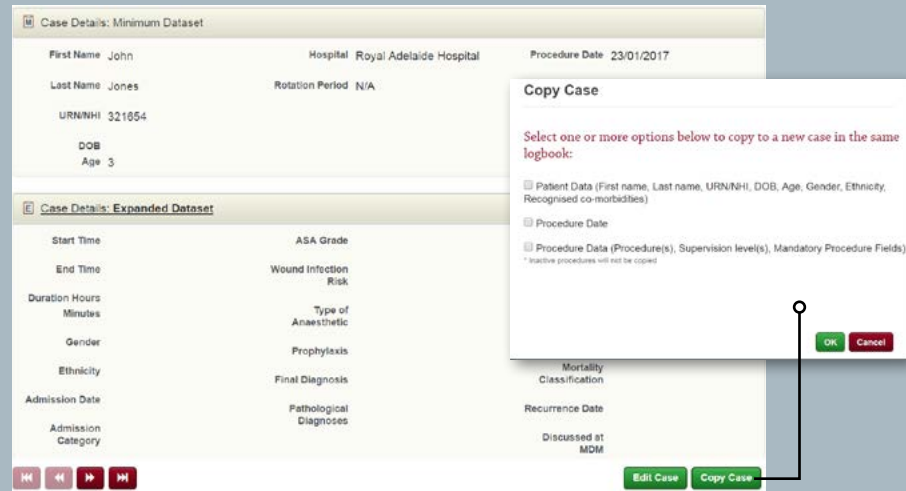 Case Details: Minimum Dataset
First Name John
Hospital Royal Adelaide Hospital
Procedure Date 23/01/2017
Last Name Jones
Rotation Period N/A
URN/NHI 321654
DOB
Age 3
Copy Case
Select one or more options below to copy to a new case in the same
logbook:
Patient Data (First name, Last name, URN/NHI, DOB, Age, Gender, Ethnicity,
Recognised co-morbidities)
Procedure Date
Procedure Data (Procedure(s), Supervision level(s), Mandatory Procedure Fields)
* Inactive procedures will not be copied
OK Cancel
E Case Details: Expanded Dataset
Start Time
ASA Grade
End Time
Wound Infection
Risk
Duration Hours
Minutes
Type of
Anaesthetic
Gender
Prophylaxis
Ethnicity
Final Diagnosis
Mortality
Classification
Admission Date
Pathological
Diagnoses
Recurrence Date
Admission
Category
Discussed at
MDM
Edit Case Copy Case